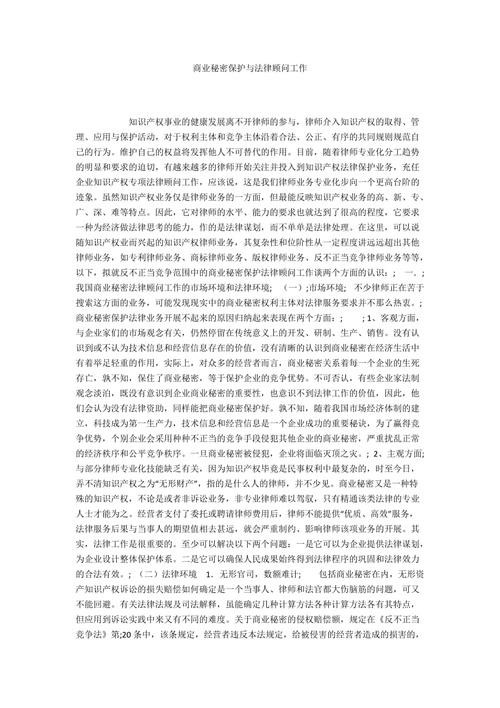 商业秘密保护与法律顾问工作
知识产权事业的健康发展离不开律师的参与，律师介入知识产权的取得、管
理、应用与保护活动，对于权利主体和竞争主体沿着合法、公正、有序的共同规则规范自
己的行为。维护自己的权益将发挥他人不可替代的作用。目前，随着律师专业化分工趋势
的明显和要求的迫切，有越来越多的律师开始关注并投入到知识产权法律保护业务，充任
企业知识产权专项法律顾问工作，应该说，这是我们律师业务专业化步向一个更高台阶的
迹象。虽然知识产权业务仅是律师业务的一方面，但最能反映知识产权业务的高、新、专、
广、深、难等特点。因此，它对律师的水平、能力的要求也就达到了很高的程度，它要求
一种为经济做法律思考的能力，作的是法律谋划，而不单单是法律处理。在这里，可以说
随知识产权业而兴起的知识产权律师业务，其复杂性和位阶性从一定程度讲远远超出其他
律师业务，如专利律师业务、商标律师业务、版权律师业务、反不正当竞争律师业务等等，
以下，拟就反不正当竞争范围中的商业秘密保护法律顾问工作谈两个方面的认识：； 一。；
我国商业秘密法律顾问工作的市场环境和法律环境； （一）；市场环境； 不少律师正在苦于
搜索这方面的业务，可能发现现实中的商业秘密权利主体对法律服务要求并不那么热衷。；
商业秘密保护法律业务开展不起来的原因归纳起来表现在两个方面：； ；1、客观方面，
与企业家们的市场观念有关，仍然停留在传统意义上的开发、研制、生产、销售。没有认
识到或不认为技术信息和经营信息存在的价值，没有清晰的认识到商业秘密在经济生活中
有着举足轻重的作用，实际上，对众多的经营者而言，商业秘密关系着每一个企业的生死
存亡，孰不知，保住了商业秘密，等于保护企业的竞争优势。不可否认，有些企业家法制
观念淡泊，既没有意识到企业商业秘密的重要性，也意识不到法律工作的价值，因此，他
们会认为没有法律资助，同样能把商业秘密保护好。孰不知，随着我国市场经济体制的建
立，科技成为第一生产力，技术信息和经营信息是一个企业成功的重要秘诀，为了赢得竞
争优势，个别企业会采用种种不正当的竞争手段侵犯其他企业的商业秘密，严重扰乱正常
的经济秩序和公平竞争秩序。一旦商业秘密被侵犯，企业将面临灭顶之灾。；2、主观方面；
与部分律师专业化技能缺乏有关，因为知识产权毕竟是民事权利中最复杂的，时至今日，
弄不清知识产权之为“无形财产”，指的是什么人的律师，并不少见。商业秘密又是一种特
殊的知识产权，不论是或者非诉讼业务，非专业律师难以驾驭，只有精通该类法律的专业
人士才能为之。经营者支付了委托或聘请律师费用后，律师不能提供“优质、高效”服务，
法律服务后果与当事人的期望值相去甚远，就会严重制约、影响律师该项业务的开展。其
实，法律工作是很重要的。至少可以解决以下两个问题：一是它可以为企业提供法律谋划，
为企业设计整体保护体系。二是它可以确保人民成果始终得到法律程序的巩固和法律效力
的合法有效。；（二）法律环境 1．无形官司，数额难计； 包括商业秘密在内，无形资
产知识产权诉讼的损失赔偿如何确定是一个当事人、律师和法官都大伤脑筋的问题，可又
不能回避。有关法律法规及司法解释，虽能确定几种计算方法各种计算方法各有其特点，
但应用到诉讼实践中来又有不同的难度。关于商业秘密的侵权赔偿额，规定在《反不正当
竞争法》第；20 条中，该条规定，经营者违反本法规定，给被侵害的经营者造成的损害的，